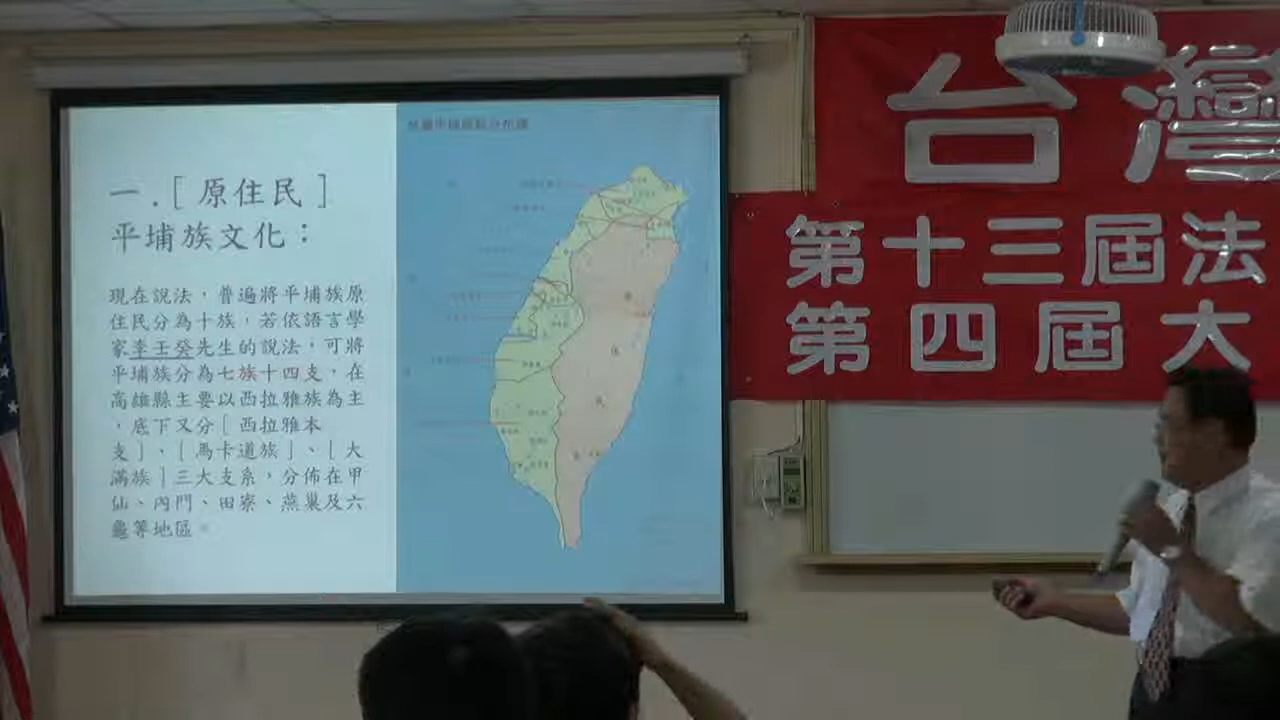 一.[ 原住民 ]
平埔族文化：
現在說法，普遍將平埔族原
住民分為十族，若依語言學
家李壬癸先生的說法，可將
平埔族分為七族十四支，在
高雄縣主要以西拉雅族為主
，底下又分[ 西拉雅本
支]、[馬卡道族]、[大
滿族]三大支系，分佈在甲
仙、內門、田寮、燕巢及六
龜等地區。
台灣
第十三屆法
第四屆大